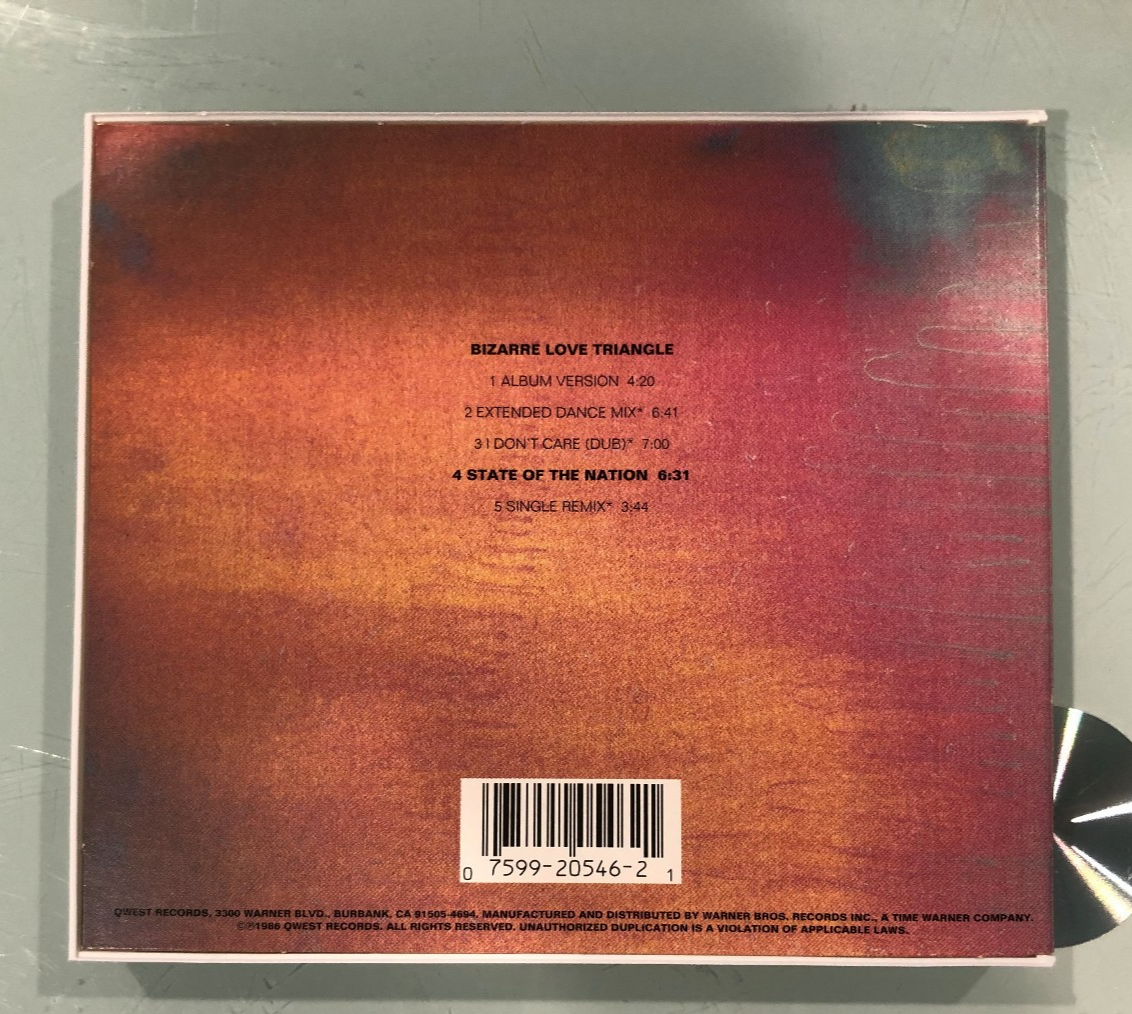 BIZARRE LOVE TRIANGLE
1 ALBUM VERSION 4:20
2 EXTENDED DANCE MIX* 6:41
3 I DON'T CARE (DUB)* 7:00
4 STATE OF THE NATION 6:31
5 SINGLE REMIX* 3:44
0 7599-20546-2 1
QWEST RECORDS, 3300 WARNER BLVD., BURBANK, CA 91505-4694. MANUFACTURED AND DISTRIBUTED BY WARNER BROS. RECORDS INC., A TIME WARNER COMPANY.
©℗1986 QWEST RECORDS. ALL RIGHTS RESERVED. UNAUTHORIZED DUPLICATION IS A VIOLATION OF APPLICABLE LAWS.